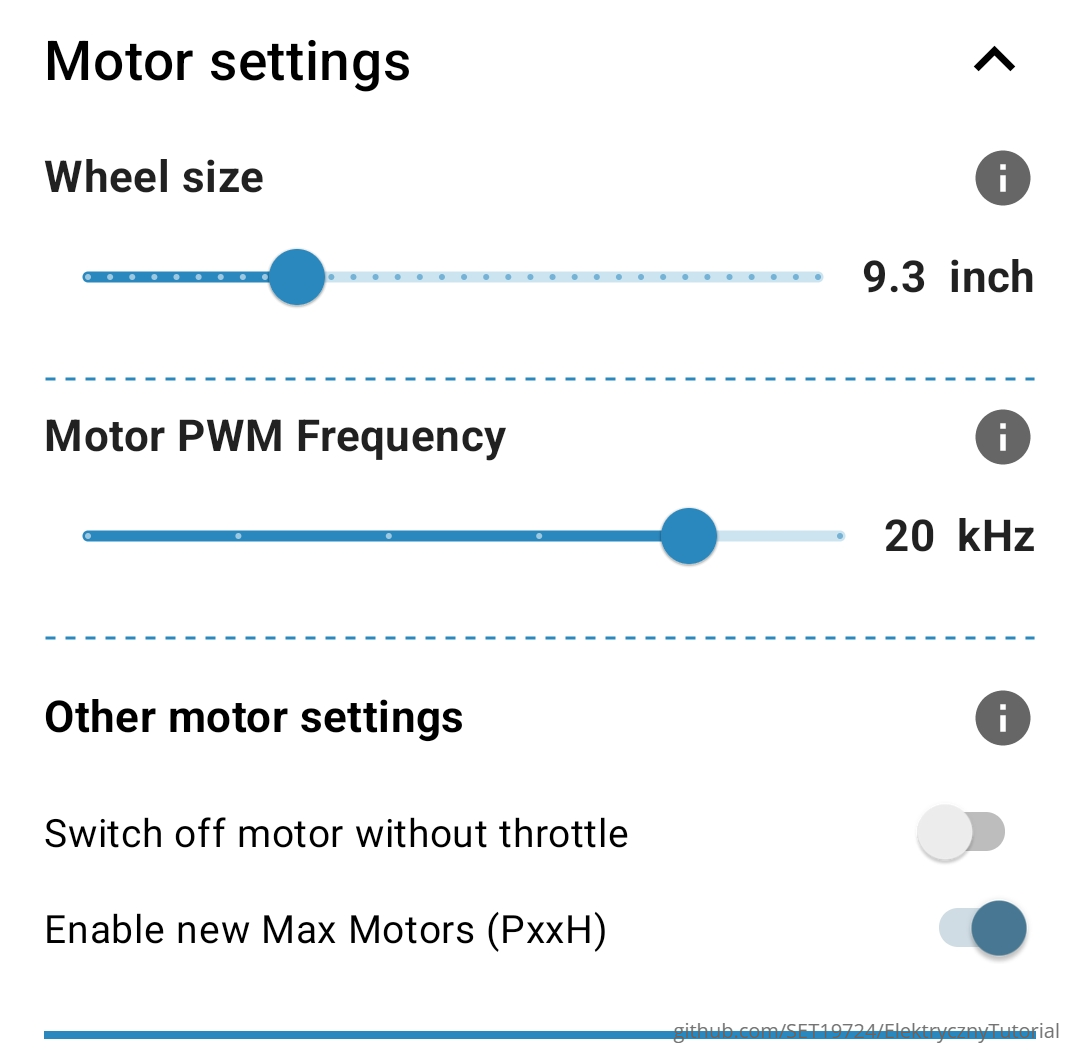 Motor settings
Wheel size
9.3 inch
Motor PWM Frequency
20 kHz
Other motor settings
Switch off motor without throttle
Enable new Max Motors (PxxH)
github.com/SET19724/ElektrycznyTutorial